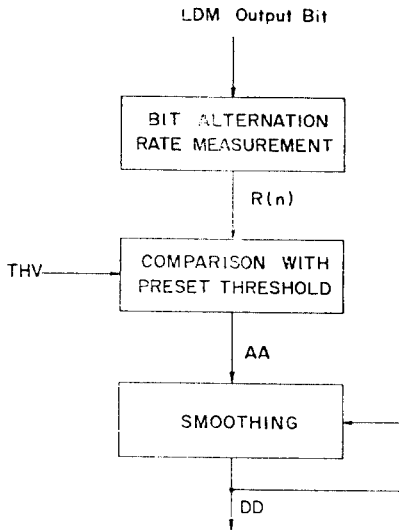 LDM Output Bit
BIT ALTERNATION
RATE MEASUREMENT
R(n)
THV
COMPARISON WITH
PRESET THRESHOLD
AA
SMOOTHING
DD